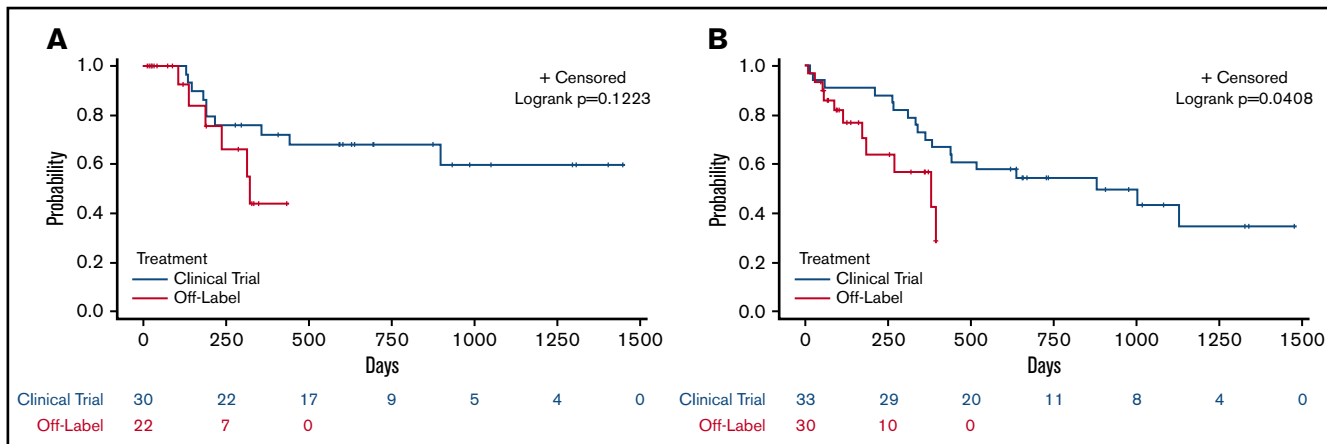 A
1.0
0.8
0.6
0.4
0.2
0.0
Probability
+ Censored
Logrank p=0.1223
Treatment
Clinical Trial
Off-Label
0 250 500 750 1000 1250 1500
Days
Clinical Trial 30 22 17 9 5 4 0
Off-Label 22 7 0
B
1.0
0.8
0.6
0.4
0.2
0.0
Probability
+ Censored
Logrank p=0.0408
Treatment
Clinical Trial
Off-Label
0 250 500 750 1000 1250 1500
Days
Clinical Trial 33 29 20 11 8 4 0
Off-Label 30 10 0